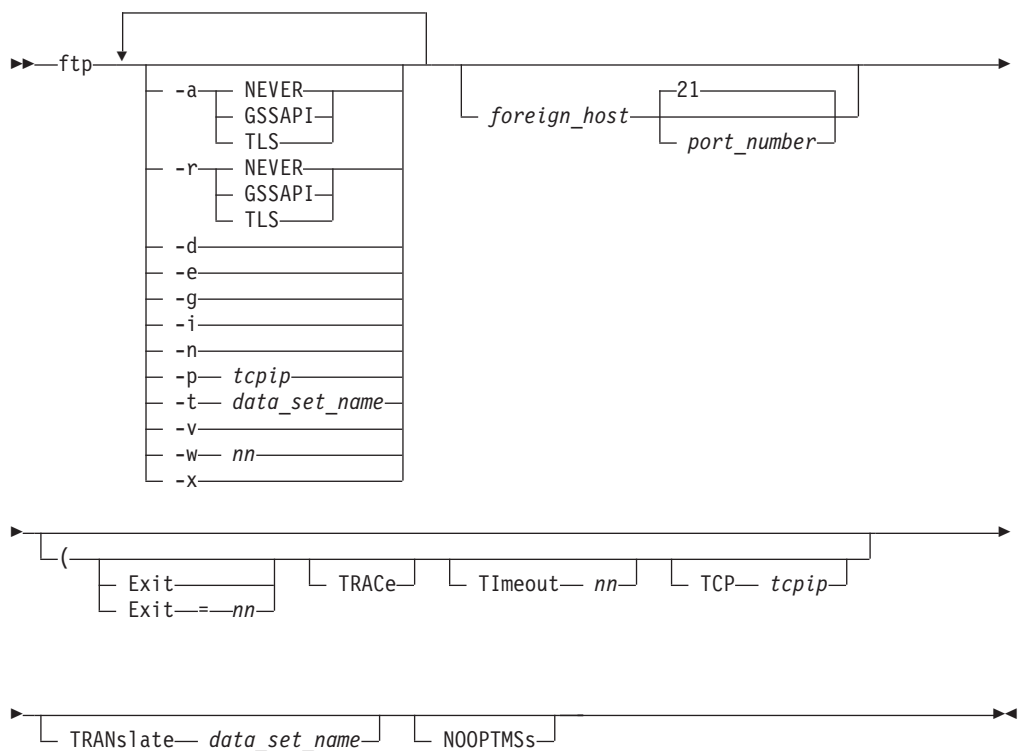 ftp
-a NEVER
GSSAPI
TLS
-r NEVER
GSSAPI
TLS
-d
-e
-g
-i
-n
-p tcpip
-t data_set_name
-v
-w nn
-x
21
foreign_host
port_number
(
Exit
Exit = nn
TRACe
TImeout nn
TCP tcpip
TRANslate data_set_name
NOOPTMSs